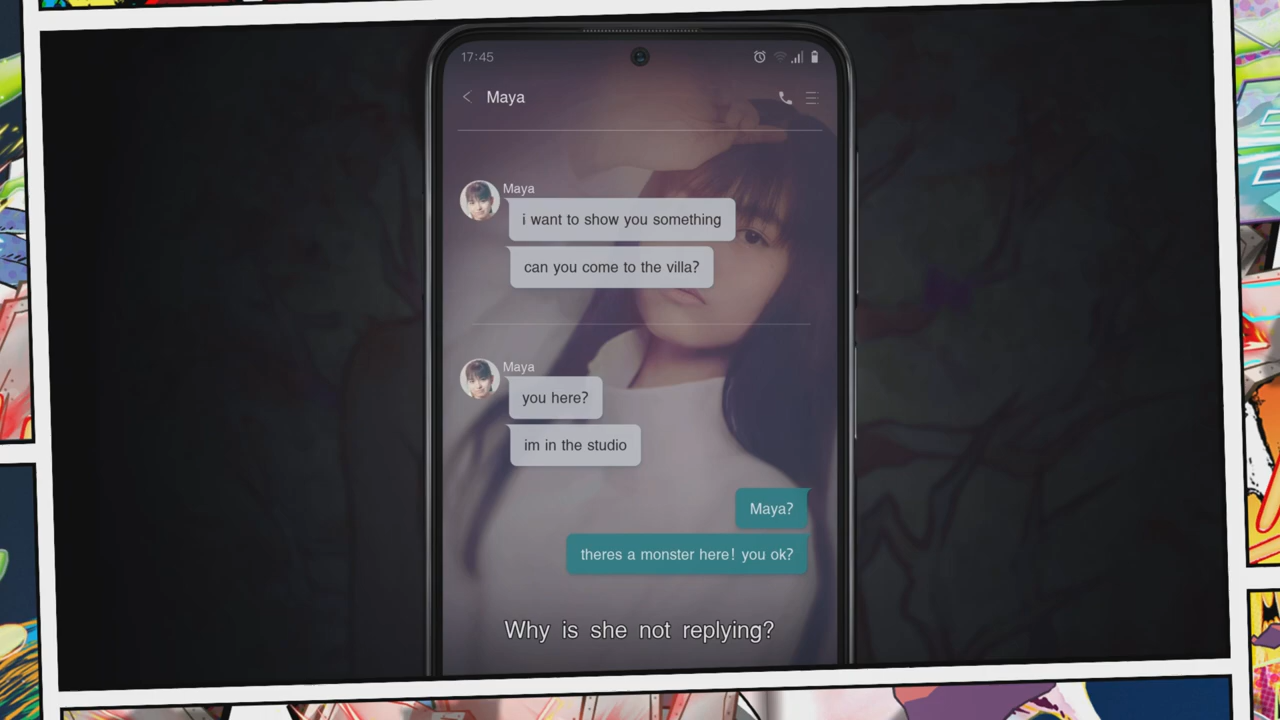 17:45
Maya
Maya
i want to show you something
can you come to the villa?
Maya
you here?
im in the studio
Maya?
theres a monster here! you ok?
Why is she not replying?